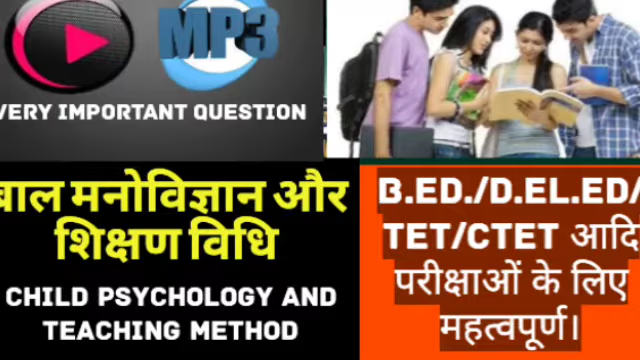 MP3
VERY IMPORTANT QUESTION
बाल मनोविज्ञान और
शिक्षण विधि
CHILD PSYCHOLOGY AND
TEACHING METHOD
B.ED./D.EL.ED/
TET/CTET आदि
परीक्षाओं के लिए
महत्वपूर्ण।